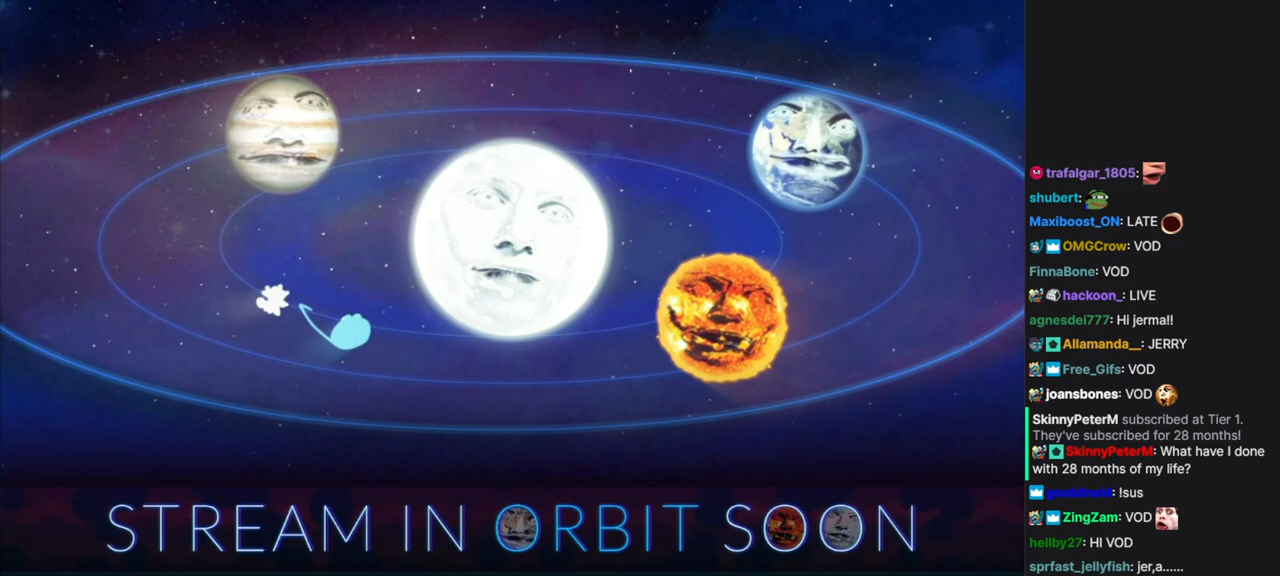 STREAM IN ORBIT SOON
trafalgar_1805:
shubert:
Maxiboost_ON: LATE
OMGCrow: VOD
FinnaBone: VOD
hackoon_: LIVE
agnesdei777: Hi jerma!!
Allamanda__: JERRY
Free_Gifs: VOD
joansbones: VOD
SkinnyPeterM subscribed at Tier 1.
They've subscribed for 28 months!
SkinnyPeterM: What have I done
with 28 months of my life?
: !sus
ZingZam: VOD
hellby27: HI VOD
sprfast_jellyfish: jer,a......